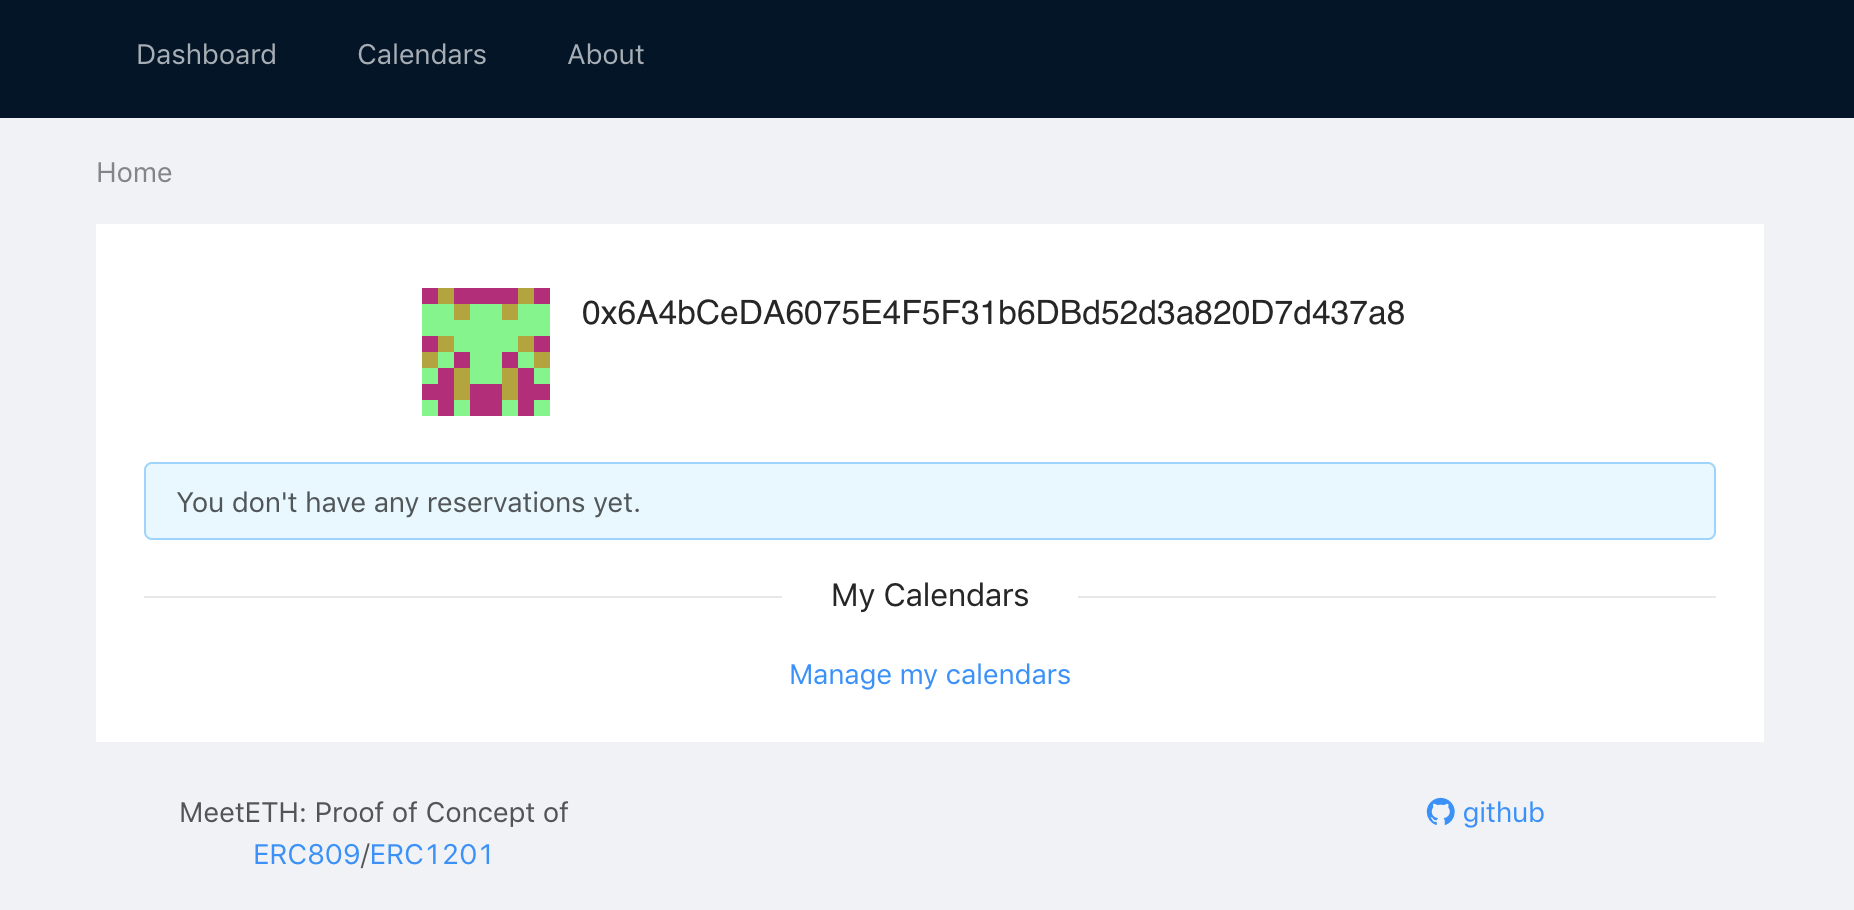 Dashboard Calendars About
Home
0x6A4bCeDA6075E4F5F31b6DBd52d3a820D7d437a8
You don't have any reservations yet.
My Calendars
Manage my calendars
MeetETH: Proof of Concept of
ERC809/ERC1201
github